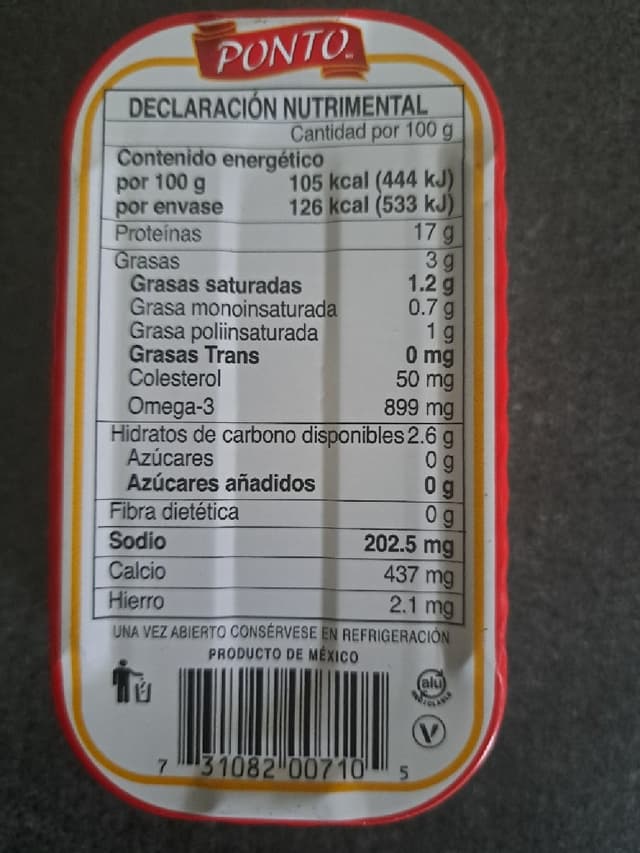 PONTO
DECLARACIÓN NUTRIMENTAL
Cantidad por 100 g
Contenido energético
por 100 g 105 kcal (444 kJ)
por envase 126 kcal (533 kJ)
Proteínas 17 g
Grasas 3 g
Grasas saturadas 1.2 g
Grasa monoinsaturada 0.7 g
Grasa poliinsaturada 1 g
Grasas Trans 0 mg
Colesterol 50 mg
Omega-3 899 mg
Hidratos de carbono disponibles 2.6 g
Azúcares 0 g
Azúcares añadidos 0 g
Fibra dietética 0 g
Sodio 202.5 mg
Calcio 437 mg
Hierro 2.1 mg
UNA VEZ ABIERTO CONSÉRVESE EN REFRIGERACIÓN
PRODUCTO DE MÉXICO
alu
V
7 31082 00710 5